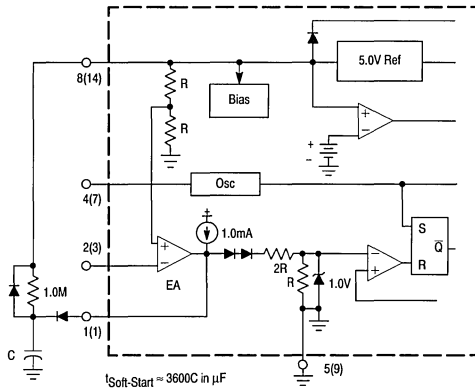 8(14)
R
Bias
5.0V Ref
R
+
−
+
−
4(7)
Osc
1.0mA
S
Q̅
R
2(3)
+
−
EA
2R
R
1.0V
−
+
1.0M
1(1)
C
5(9)
tSoft-Start ≈ 3600C in µF